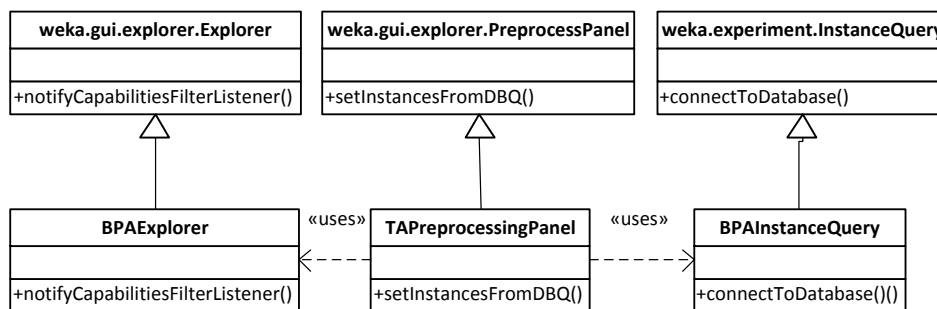 weka.gui.explorer.Explorer
weka.gui.explorer.PreprocessPanel
weka.experiment.InstanceQuery
+notifyCapabilitiesFilterListener()
+setInstancesFromDBQ()
+connectToDatabase()
BPAExplorer
«uses»
TAPreprocessingPanel
«uses»
BPAInstanceQuery
+notifyCapabilitiesFilterListener()
+setInstancesFromDBQ()
+connectToDatabase()()